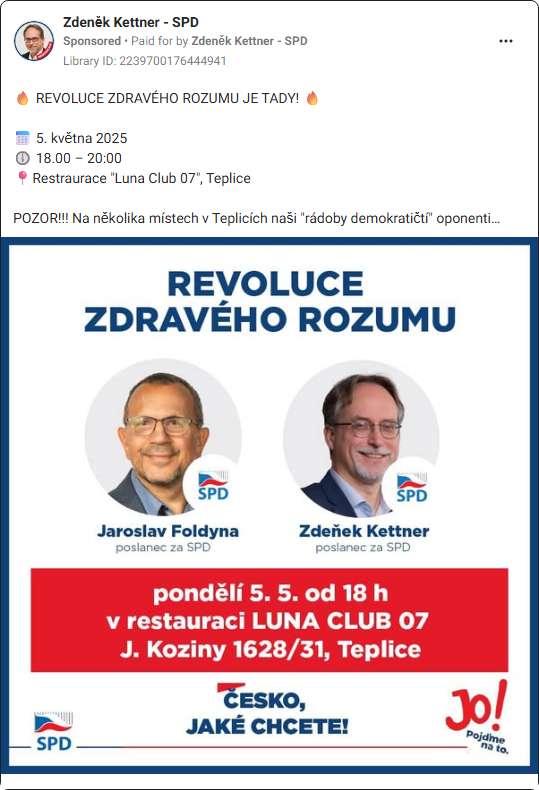 Zdeněk Kettner - SPD
Sponsored • Paid for by Zdeněk Kettner - SPD
Library ID: 2239700176444941
🔥 REVOLUCE ZDRAVÉHO ROZUMU JE TADY! 🔥
📅 5. května 2025
🕕 18.00 – 20:00
📍Restraurace "Luna Club 07", Teplice
POZOR!!! Na několika místech v Teplicích naši "rádoby demokratičtí" oponenti...
REVOLUCE
ZDRAVÉHO ROZUMU
SPD
SPD
Jaroslav Foldyna
poslanec za SPD
Zdeňek Kettner
poslanec za SPD
pondělí 5. 5. od 18 h
v restauraci LUNA CLUB 07
J. Koziny 1628/31, Teplice
ČESKO,
JAKÉ CHCETE!
SPD
Jo!
Pojďme
na to.